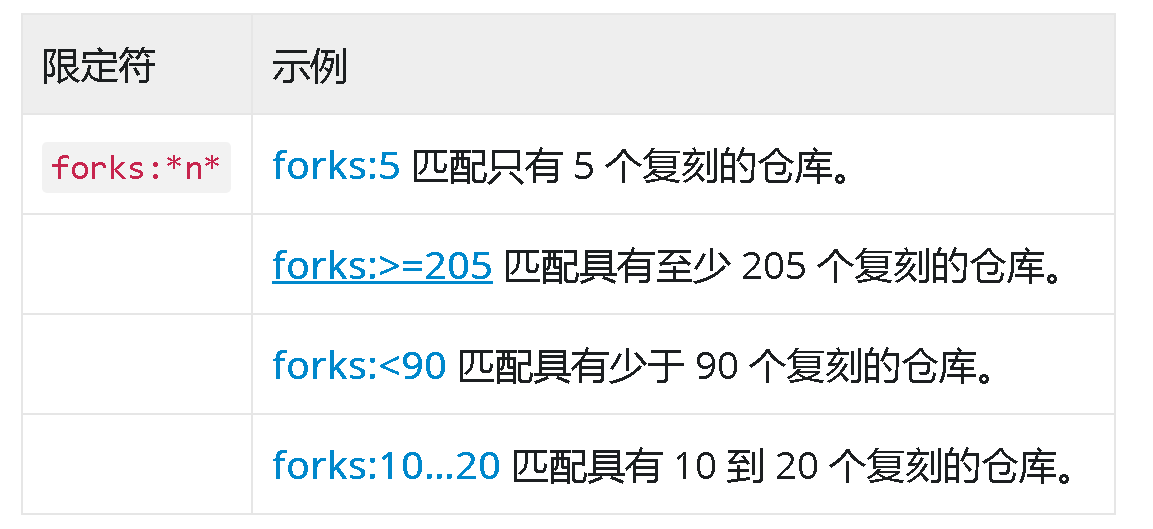 限定符 示例
forks:*n* forks:5 匹配只有 5 个复刻的仓库。
forks:>=205 匹配具有至少 205 个复刻的仓库。
forks:<90 匹配具有少于 90 个复刻的仓库。
forks:10...20 匹配具有 10 到 20 个复刻的仓库。